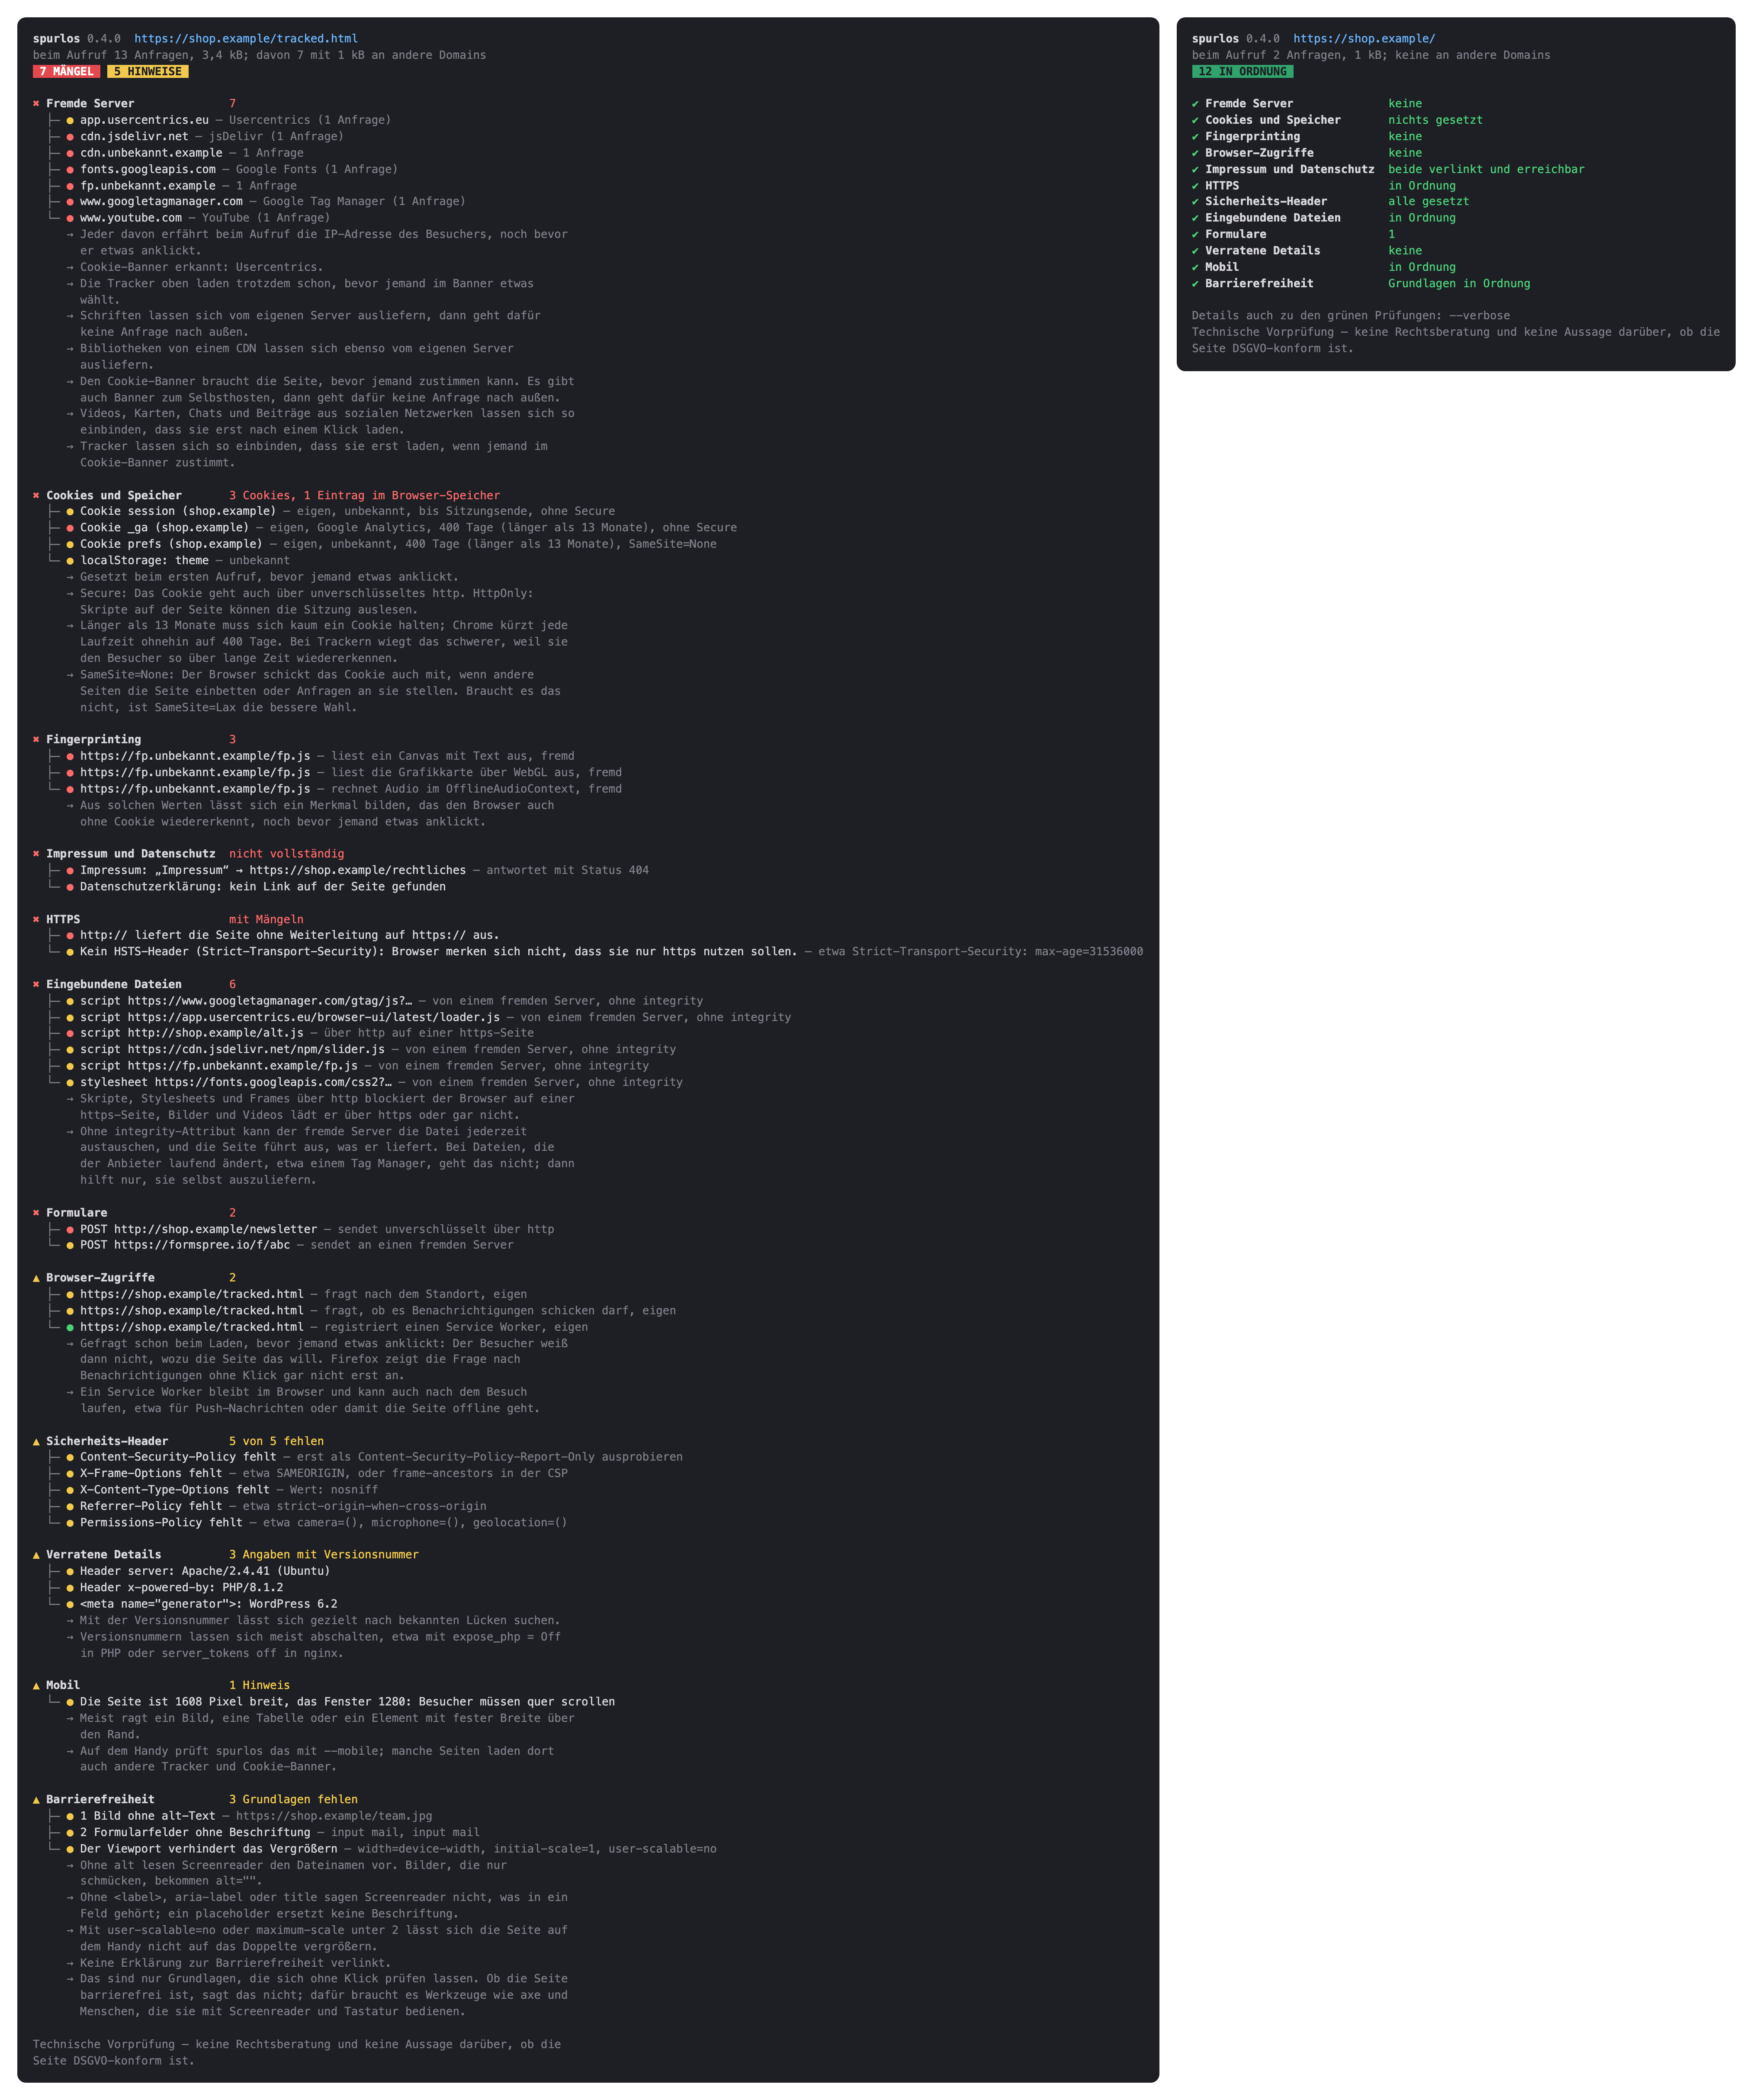 spurlos 0.4.0  https://shop.example/tracked.html
beim Aufruf 13 Anfragen, 3,4 kB; davon 7 mit 1 kB an andere Domains
7 MÄNGEL  5 HINWEISE
✖ Fremde Server  7
├─ ● app.usercentrics.eu — Usercentrics (1 Anfrage)
├─ ● cdn.jsdelivr.net — jsDelivr (1 Anfrage)
├─ ● cdn.unbekannt.example — 1 Anfrage
├─ ● fonts.googleapis.com — Google Fonts (1 Anfrage)
├─ ● fp.unbekannt.example — 1 Anfrage
├─ ● www.googletagmanager.com — Google Tag Manager (1 Anfrage)
└─ ● www.youtube.com — YouTube (1 Anfrage)
→ Jeder davon erfährt beim Aufruf die IP-Adresse des Besuchers, noch bevor
er etwas anklickt.
→ Cookie-Banner erkannt: Usercentrics.
→ Die Tracker oben laden trotzdem schon, bevor jemand im Banner etwas
wählt.
→ Schriften lassen sich vom eigenen Server ausliefern, dann geht dafür
keine Anfrage nach außen.
→ Bibliotheken von einem CDN lassen sich ebenso vom eigenen Server
ausliefern.
→ Den Cookie-Banner braucht die Seite, bevor jemand zustimmen kann. Es gibt
auch Banner zum Selbsthosten, dann geht dafür keine Anfrage nach außen.
→ Videos, Karten, Chats und Beiträge aus sozialen Netzwerken lassen sich so
einbinden, dass sie erst nach einem Klick laden.
→ Tracker lassen sich so einbinden, dass sie erst laden, wenn jemand im
Cookie-Banner zustimmt.
✖ Cookies und Speicher  3 Cookies, 1 Eintrag im Browser-Speicher
├─ ● Cookie session (shop.example) — eigen, unbekannt, bis Sitzungsende, ohne Secure
├─ ● Cookie _ga (shop.example) — eigen, Google Analytics, 400 Tage (länger als 13 Monate), ohne Secure
├─ ● Cookie prefs (shop.example) — eigen, unbekannt, 400 Tage (länger als 13 Monate), SameSite=None
└─ ● localStorage: theme — unbekannt
→ Gesetzt beim ersten Aufruf, bevor jemand etwas anklickt.
→ Secure: Das Cookie geht auch über unverschlüsseltes http. HttpOnly:
Skripte auf der Seite können die Sitzung auslesen.
→ Länger als 13 Monate muss sich kaum ein Cookie halten; Chrome kürzt jede
Laufzeit ohnehin auf 400 Tage. Bei Trackern wiegt das schwerer, weil sie
den Besucher so über lange Zeit wiedererkennen.
→ SameSite=None: Der Browser schickt das Cookie auch mit, wenn andere
Seiten die Seite einbetten oder Anfragen an sie stellen. Braucht es das
nicht, ist SameSite=Lax die bessere Wahl.
✖ Fingerprinting  3
├─ ● https://fp.unbekannt.example/fp.js — liest ein Canvas mit Text aus, fremd
├─ ● https://fp.unbekannt.example/fp.js — liest die Grafikkarte über WebGL aus, fremd
└─ ● https://fp.unbekannt.example/fp.js — rechnet Audio im OfflineAudioContext, fremd
→ Aus solchen Werten lässt sich ein Merkmal bilden, das den Browser auch
ohne Cookie wiedererkennt, noch bevor jemand etwas anklickt.
✖ Impressum und Datenschutz  nicht vollständig
├─ ● Impressum: „Impressum“ → https://shop.example/rechtliches — antwortet mit Status 404
└─ ● Datenschutzerklärung: kein Link auf der Seite gefunden
✖ HTTPS  mit Mängeln
├─ ● http:// liefert die Seite ohne Weiterleitung auf https:// aus.
└─ ● Kein HSTS-Header (Strict-Transport-Security): Browser merken sich nicht, dass sie nur https nutzen sollen. — etwa Strict-Transport-Security: max-age=31536000
✖ Eingebundene Dateien  6
├─ ● script https://www.googletagmanager.com/gtag/js?… — von einem fremden Server, ohne integrity
├─ ● script https://app.usercentrics.eu/browser-ui/latest/loader.js — von einem fremden Server, ohne integrity
├─ ● script http://shop.example/alt.js — über http auf einer https-Seite
├─ ● script https://cdn.jsdelivr.net/npm/slider.js — von einem fremden Server, ohne integrity
├─ ● script https://fp.unbekannt.example/fp.js — von einem fremden Server, ohne integrity
└─ ● stylesheet https://fonts.googleapis.com/css2?… — von einem fremden Server, ohne integrity
→ Skripte, Stylesheets und Frames über http blockiert der Browser auf einer
https-Seite, Bilder und Videos lädt er über https oder gar nicht.
→ Ohne integrity-Attribut kann der fremde Server die Datei jederzeit
austauschen, und die Seite führt aus, was er liefert. Bei Dateien, die
der Anbieter laufend ändert, etwa einem Tag Manager, geht das nicht; dann
hilft nur, sie selbst auszuliefern.
✖ Formulare  2
├─ ● POST http://shop.example/newsletter — sendet unverschlüsselt über http
└─ ● POST https://formspree.io/f/abc — sendet an einen fremden Server
▲ Browser-Zugriffe  2
├─ ● https://shop.example/tracked.html — fragt nach dem Standort, eigen
├─ ● https://shop.example/tracked.html — fragt, ob es Benachrichtigungen schicken darf, eigen
└─ ● https://shop.example/tracked.html — registriert einen Service Worker, eigen
→ Gefragt schon beim Laden, bevor jemand etwas anklickt: Der Besucher weiß
dann nicht, wozu die Seite das will. Firefox zeigt die Frage nach
Benachrichtigungen ohne Klick gar nicht erst an.
→ Ein Service Worker bleibt im Browser und kann auch nach dem Besuch
laufen, etwa für Push-Nachrichten oder damit die Seite offline geht.
▲ Sicherheits-Header  5 von 5 fehlen
├─ ● Content-Security-Policy fehlt — erst als Content-Security-Policy-Report-Only ausprobieren
├─ ● X-Frame-Options fehlt — etwa SAMEORIGIN, oder frame-ancestors in der CSP
├─ ● X-Content-Type-Options fehlt — Wert: nosniff
├─ ● Referrer-Policy fehlt — etwa strict-origin-when-cross-origin
└─ ● Permissions-Policy fehlt — etwa camera=(), microphone=(), geolocation=()
▲ Verratene Details  3 Angaben mit Versionsnummer
├─ ● Header server: Apache/2.4.41 (Ubuntu)
├─ ● Header x-powered-by: PHP/8.1.2
└─ ● <meta name="generator">: WordPress 6.2
→ Mit der Versionsnummer lässt sich gezielt nach bekannten Lücken suchen.
→ Versionsnummern lassen sich meist abschalten, etwa mit expose_php = Off
in PHP oder server_tokens off in nginx.
▲ Mobil  1 Hinweis
└─ ● Die Seite ist 1608 Pixel breit, das Fenster 1280: Besucher müssen quer scrollen
→ Meist ragt ein Bild, eine Tabelle oder ein Element mit fester Breite über
den Rand.
→ Auf dem Handy prüft spurlos das mit --mobile; manche Seiten laden dort
auch andere Tracker und Cookie-Banner.
▲ Barrierefreiheit  3 Grundlagen fehlen
├─ ● 1 Bild ohne alt-Text — https://shop.example/team.jpg
├─ ● 2 Formularfelder ohne Beschriftung — input mail, input mail
└─ ● Der Viewport verhindert das Vergrößern — width=device-width, initial-scale=1, user-scalable=no
→ Ohne alt lesen Screenreader den Dateinamen vor. Bilder, die nur
schmücken, bekommen alt="".
→ Ohne <label>, aria-label oder title sagen Screenreader nicht, was in ein
Feld gehört; ein placeholder ersetzt keine Beschriftung.
→ Mit user-scalable=no oder maximum-scale unter 2 lässt sich die Seite auf
dem Handy nicht auf das Doppelte vergrößern.
→ Keine Erklärung zur Barrierefreiheit verlinkt.
→ Das sind nur Grundlagen, die sich ohne Klick prüfen lassen. Ob die Seite
barrierefrei ist, sagt das nicht; dafür braucht es Werkzeuge wie axe und
Menschen, die sie mit Screenreader und Tastatur bedienen.
Technische Vorprüfung — keine Rechtsberatung und keine Aussage darüber, ob die
Seite DSGVO-konform ist.
spurlos 0.4.0  https://shop.example/
beim Aufruf 2 Anfragen, 1 kB; keine an andere Domains
12 IN ORDNUNG
✔ Fremde Server  keine
✔ Cookies und Speicher  nichts gesetzt
✔ Fingerprinting  keine
✔ Browser-Zugriffe  keine
✔ Impressum und Datenschutz  beide verlinkt und erreichbar
✔ HTTPS  in Ordnung
✔ Sicherheits-Header  alle gesetzt
✔ Eingebundene Dateien  in Ordnung
✔ Formulare  1
✔ Verratene Details  keine
✔ Mobil  in Ordnung
✔ Barrierefreiheit  Grundlagen in Ordnung
Details auch zu den grünen Prüfungen: --verbose
Technische Vorprüfung — keine Rechtsberatung und keine Aussage darüber, ob die
Seite DSGVO-konform ist.